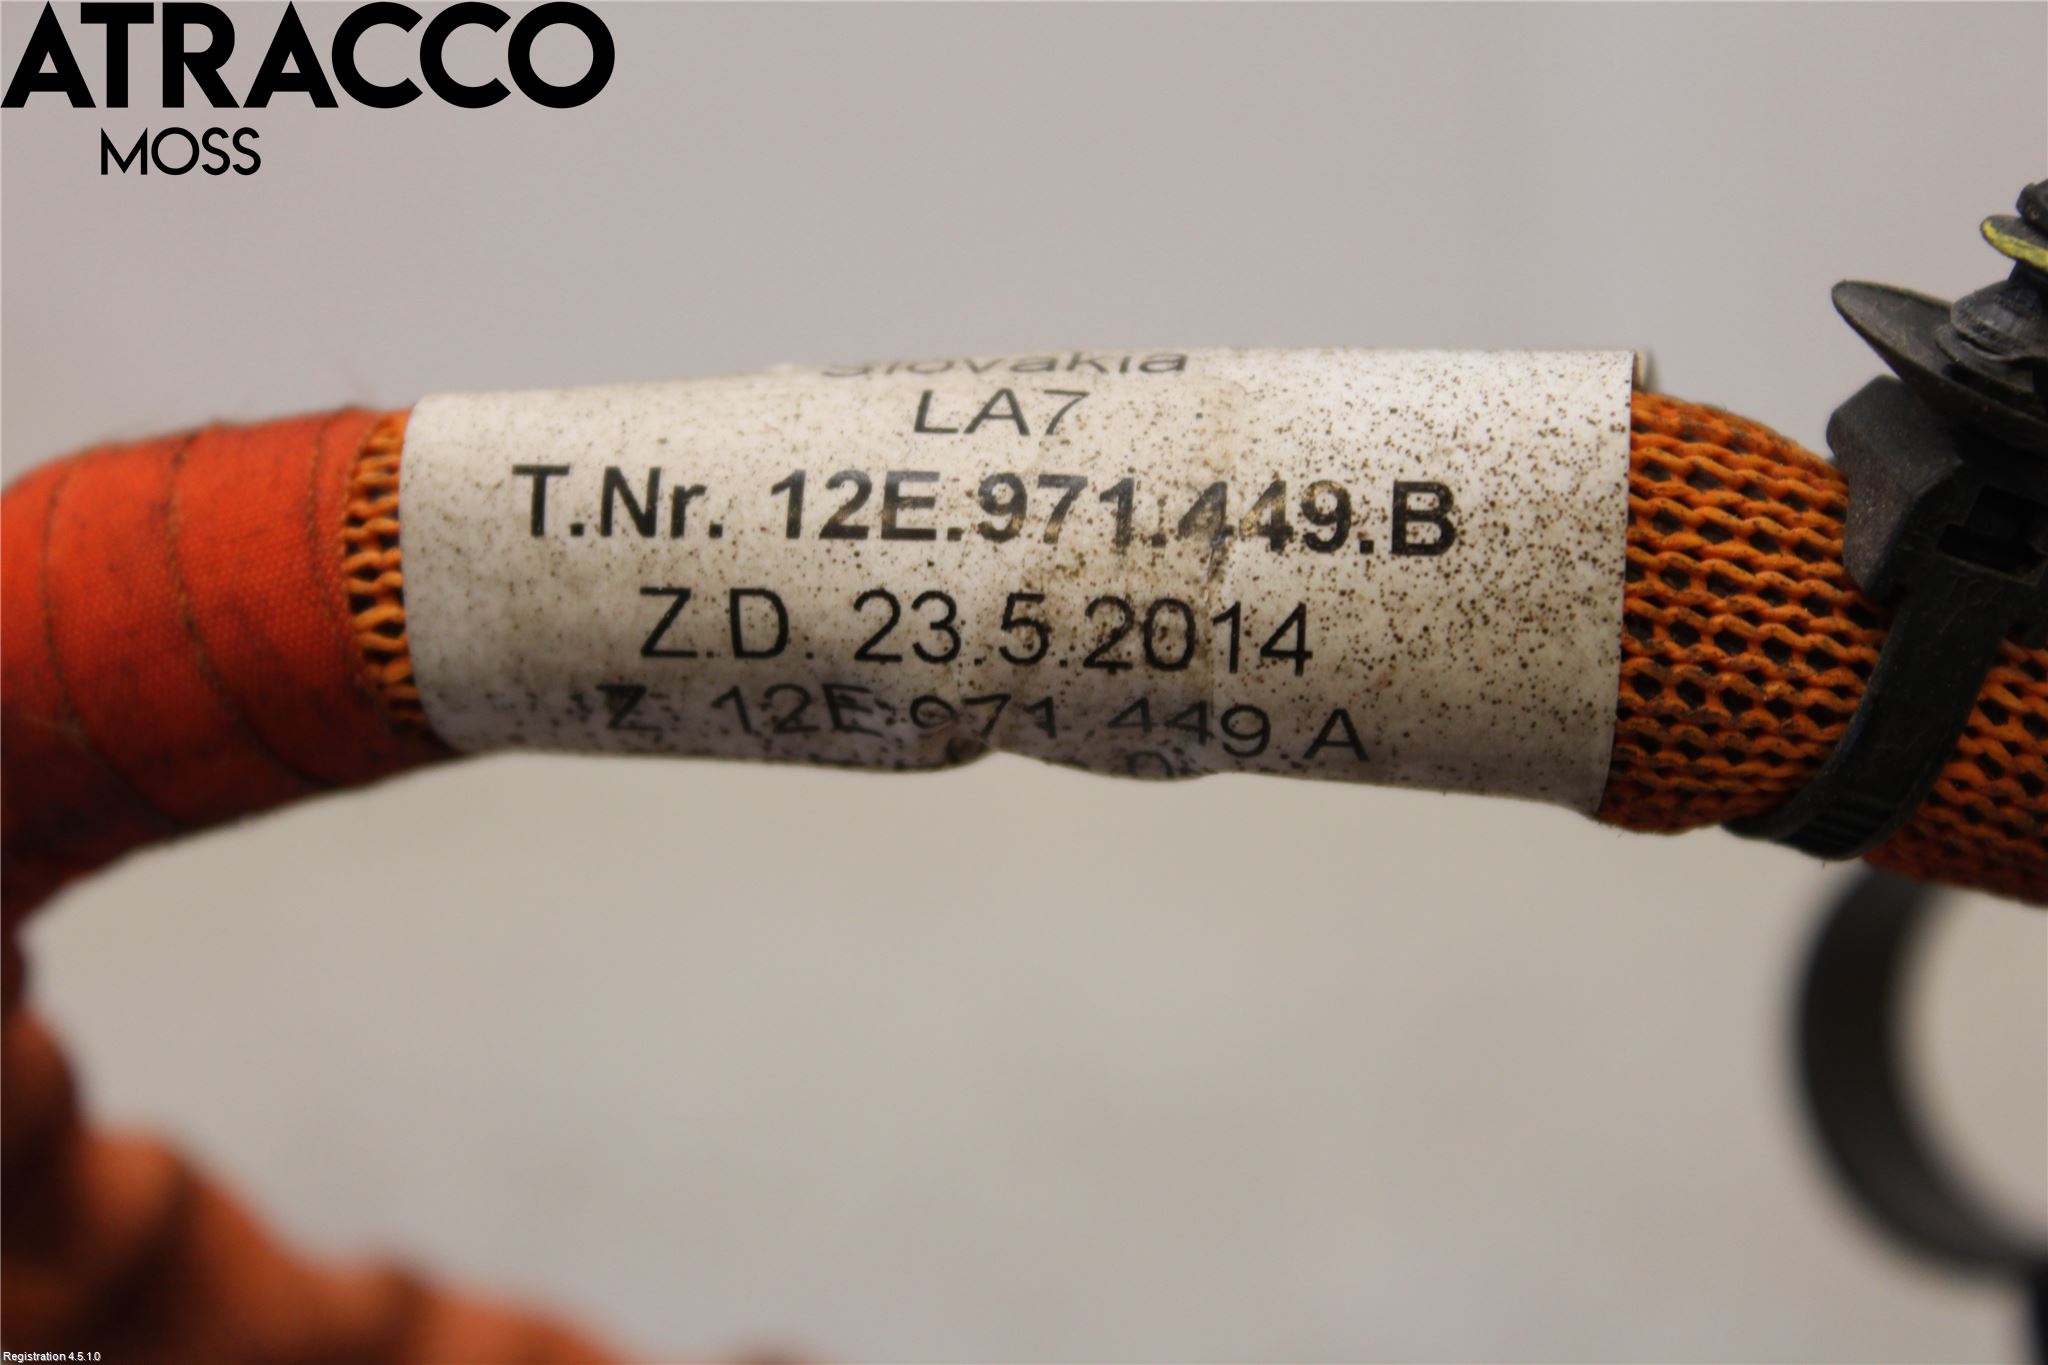 ATRACCO
MOSS
Slovakia
LA7
T.Nr. 12E.971.449.B
Z.D. 23.5.2014
Z 12E.971.449.A
Registration 4.5.1.0